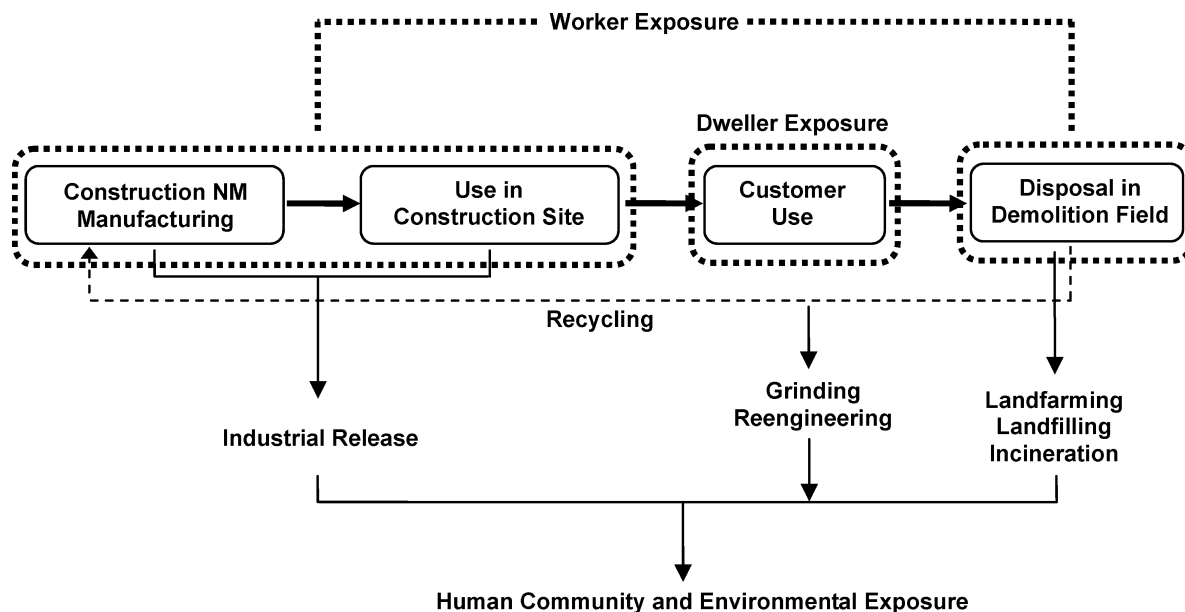 Worker Exposure
Dweller Exposure
Construction NM
Manufacturing
Use in
Construction Site
Customer
Use
Disposal in
Demolition Field
Recycling
Industrial Release
Grinding
Reengineering
Landfarming
Landfilling
Incineration
Human Community and Environmental Exposure